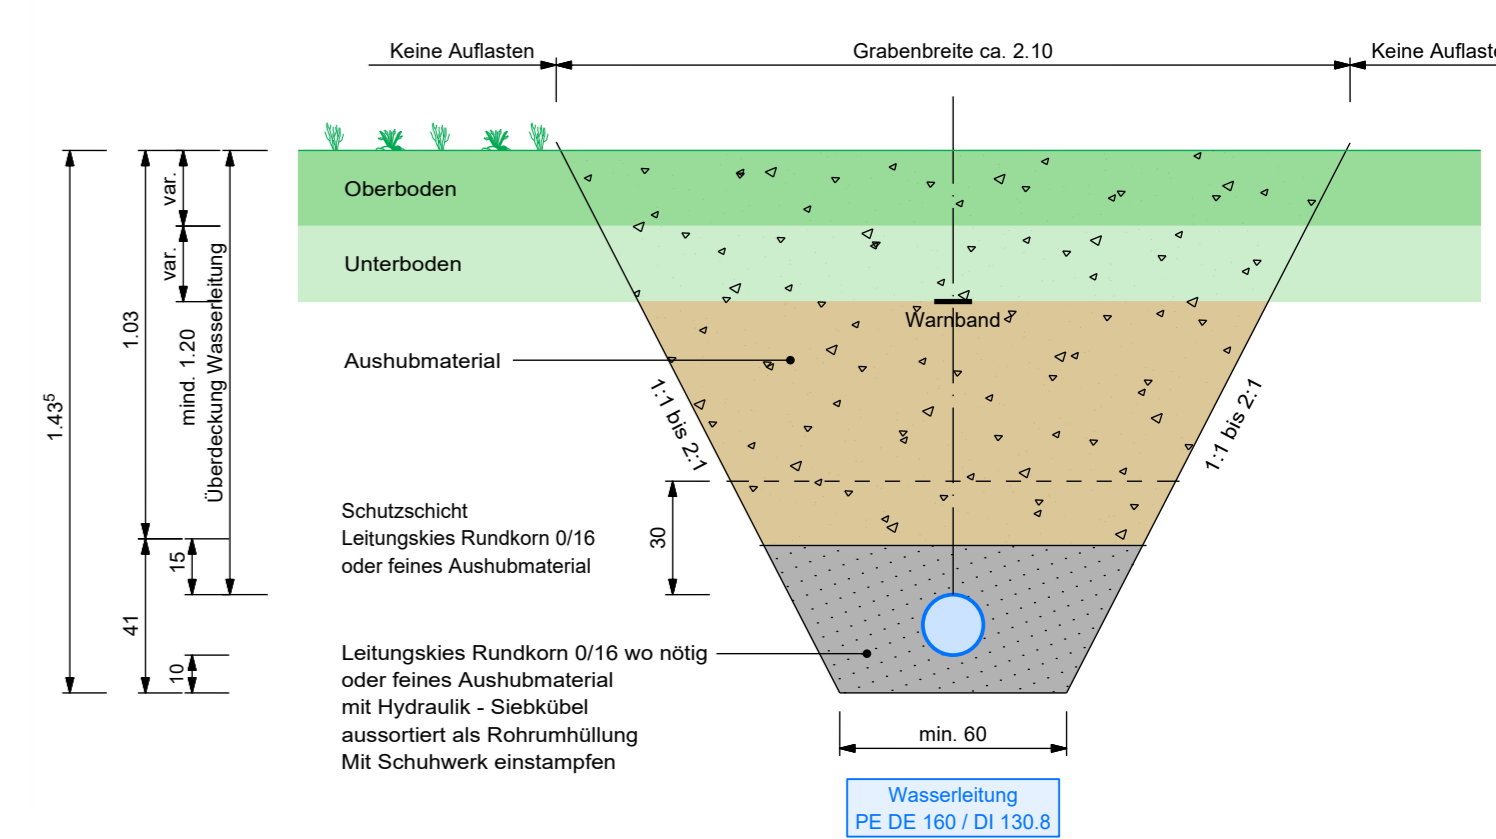 Keine Auflasten
Grabenbreite ca. 2.10
Keine Auflaste
Oberboden
Unterboden
var.
var.
1.03
1.43⁵
mind. 1.20
Überdeckung Wasserleitung
Warnband
Aushubmaterial
1:1 bis 2:1
1:1 bis 2:1
Schutzschicht
Leitungskies Rundkorn 0/16
oder feines Aushubmaterial
30
15
41
10
Leitungskies Rundkorn 0/16 wo nötig
oder feines Aushubmaterial
mit Hydraulik - Siebkübel
aussortiert als Rohrumhüllung
Mit Schuhwerk einstampfen
min. 60
Wasserleitung
PE DE 160 / DI 130.8